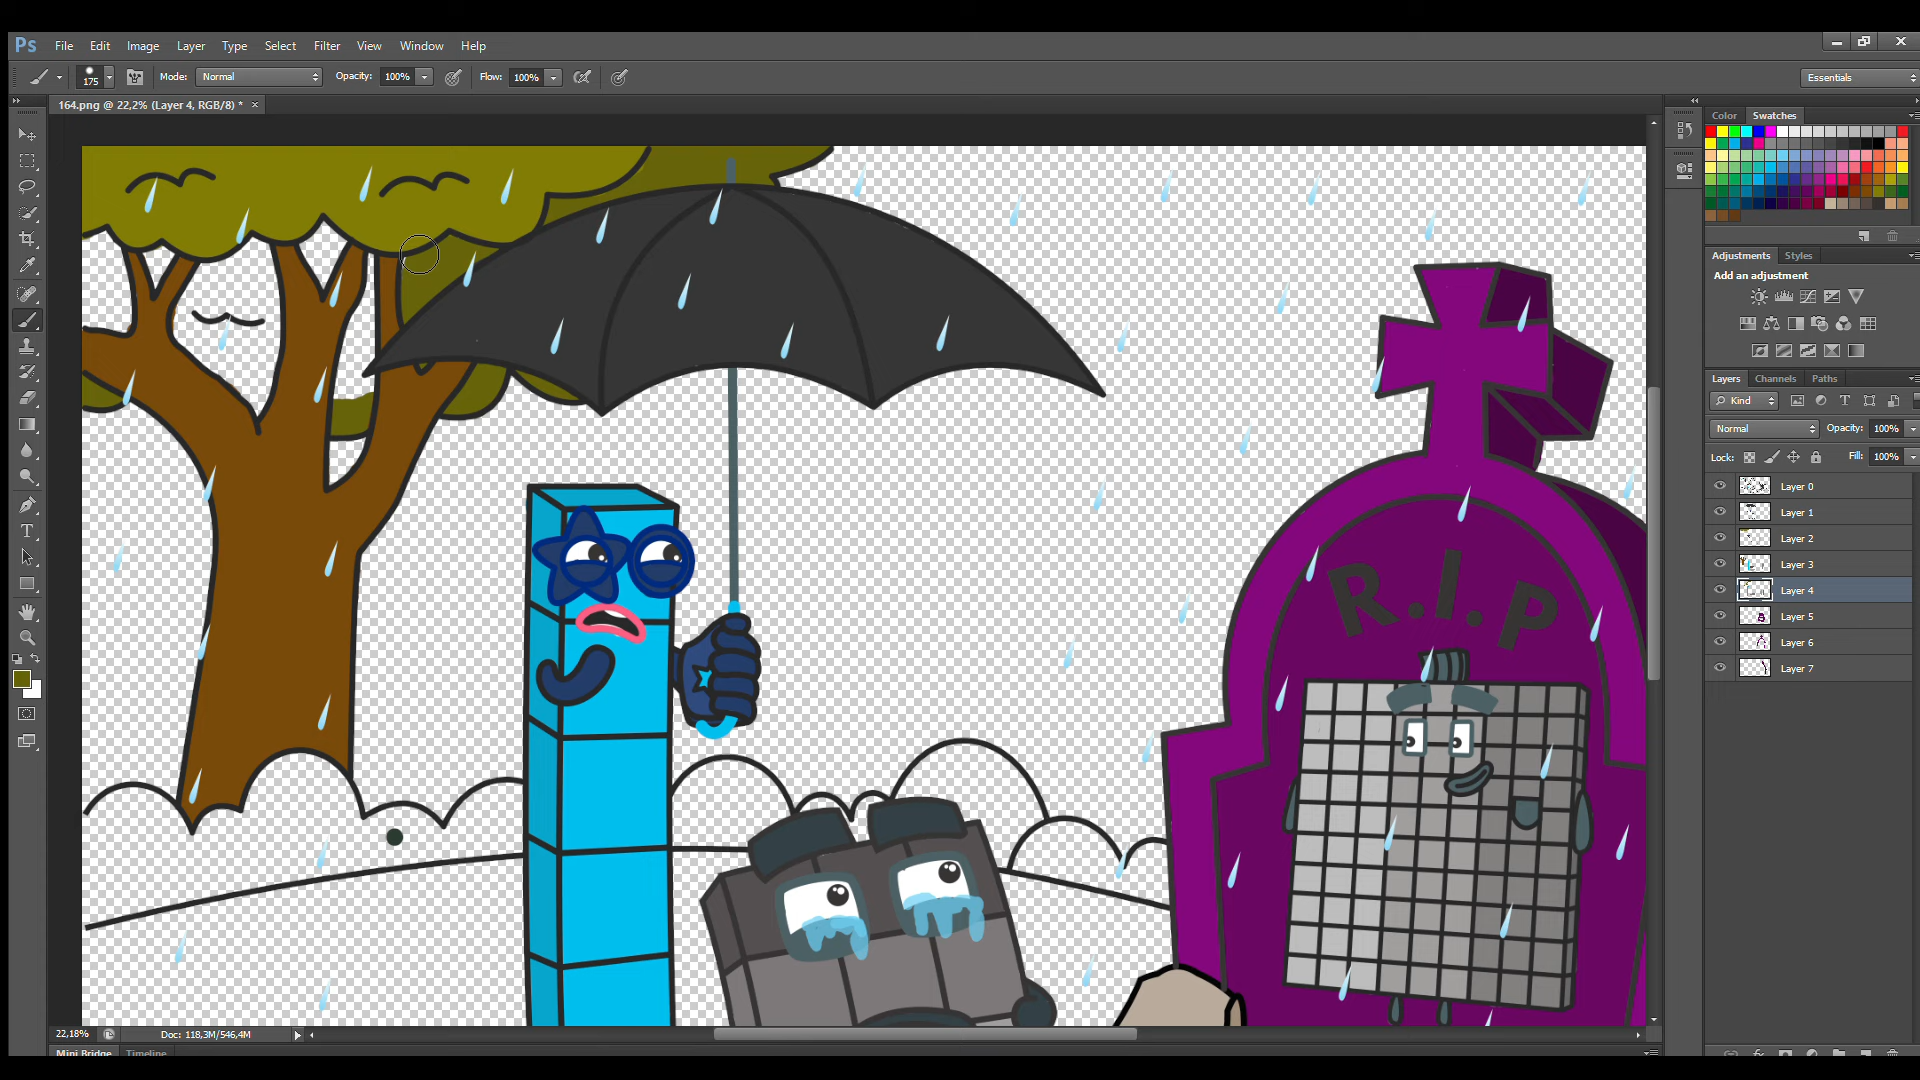 Ps File Edit Image Layer Type Select Filter View Window Help
175 Mode: Normal Opacity: 100% Flow: 100% Essentials
164.png @ 22,2% (Layer 4, RGB/8) * ×
Color Swatches
Adjustments Styles
Add an adjustment
Layers Channels Paths
Kind
Normal Opacity: 100%
Lock: Fill: 100%
Layer 0
Layer 1
Layer 2
Layer 3
Layer 4
Layer 5
Layer 6
Layer 7
R.I.P
22,18% Doc: 118,3M/546,4M
Mini Bridge Timeline